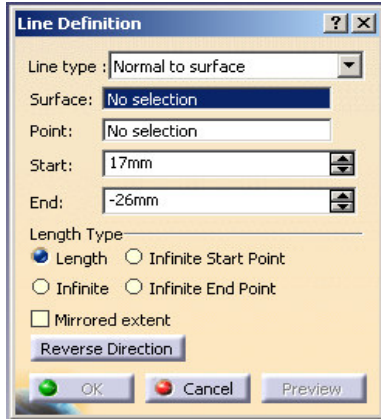 Line Definition
Line type : Normal to surface
Surface: No selection
Point: No selection
Start: 17mm
End: -26mm
Length Type
Length Infinite Start Point
Infinite Infinite End Point
Mirrored extent
Reverse Direction
OK Cancel Preview